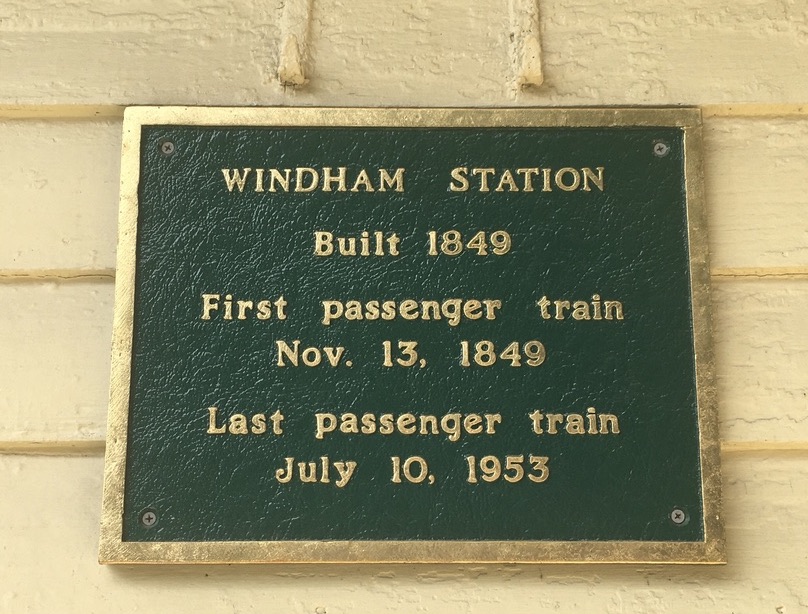 WINDHAM STATION
Built 1849
First passenger train
Nov. 13, 1849
Last passenger train
July 10, 1953